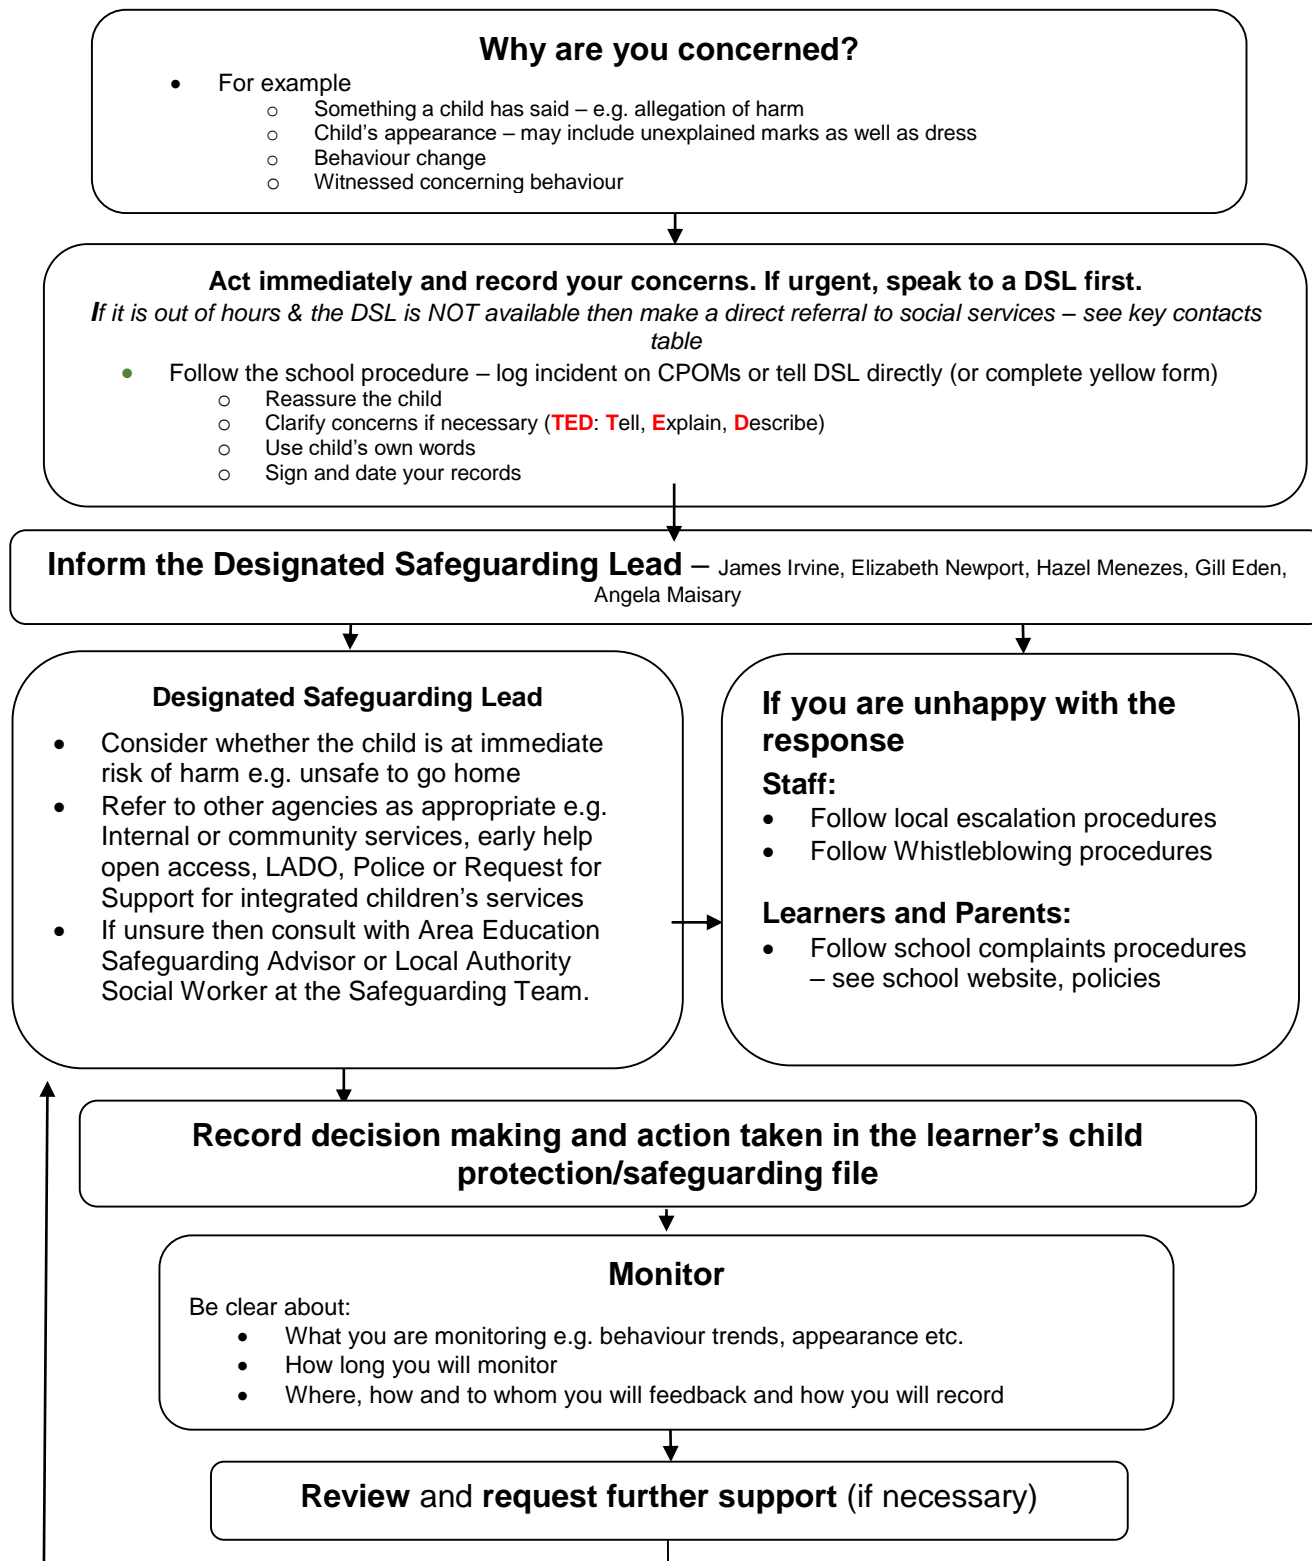 Why are you concerned?
• For example
o Something a child has said – e.g. allegation of harm
o Child's appearance – may include unexplained marks as well as dress
o Behaviour change
o Witnessed concerning behaviour
Act immediately and record your concerns. If urgent, speak to a DSL first.
If it is out of hours & the DSL is NOT available then make a direct referral to social services – see key contacts
table
• Follow the school procedure – log incident on CPOMs or tell DSL directly (or complete yellow form)
o Reassure the child
o Clarify concerns if necessary (TED: Tell, Explain, Describe)
o Use child's own words
o Sign and date your records
Inform the Designated Safeguarding Lead – James Irvine, Elizabeth Newport, Hazel Menezes, Gill Eden,
Angela Maisary
Designated Safeguarding Lead
• Consider whether the child is at immediate
risk of harm e.g. unsafe to go home
• Refer to other agencies as appropriate e.g.
Internal or community services, early help
open access, LADO, Police or Request for
Support for integrated children's services
• If unsure then consult with Area Education
Safeguarding Advisor or Local Authority
Social Worker at the Safeguarding Team.
If you are unhappy with the
response
Staff:
• Follow local escalation procedures
• Follow Whistleblowing procedures
Learners and Parents:
• Follow school complaints procedures
– see school website, policies
Record decision making and action taken in the learner's child
protection/safeguarding file
Monitor
Be clear about:
• What you are monitoring e.g. behaviour trends, appearance etc.
• How long you will monitor
• Where, how and to whom you will feedback and how you will record
Review and request further support (if necessary)